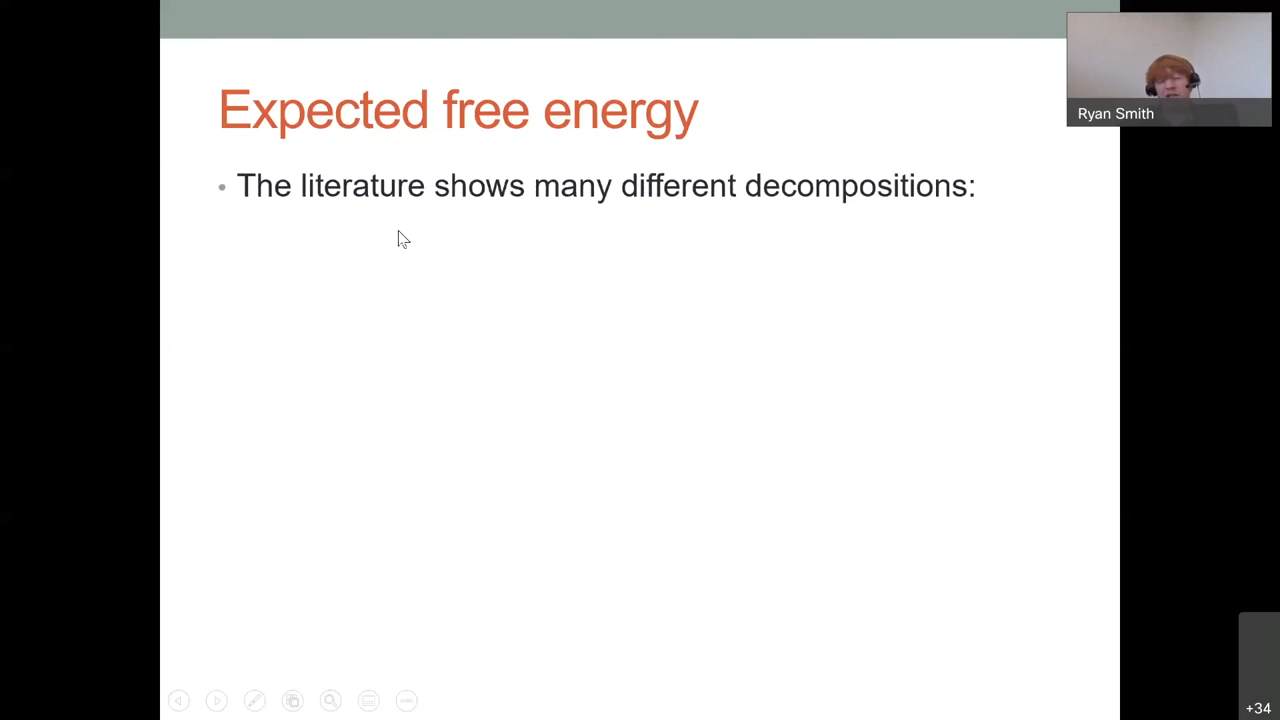 Expected free energy
• The literature shows many different decompositions:
Ryan Smith
+34